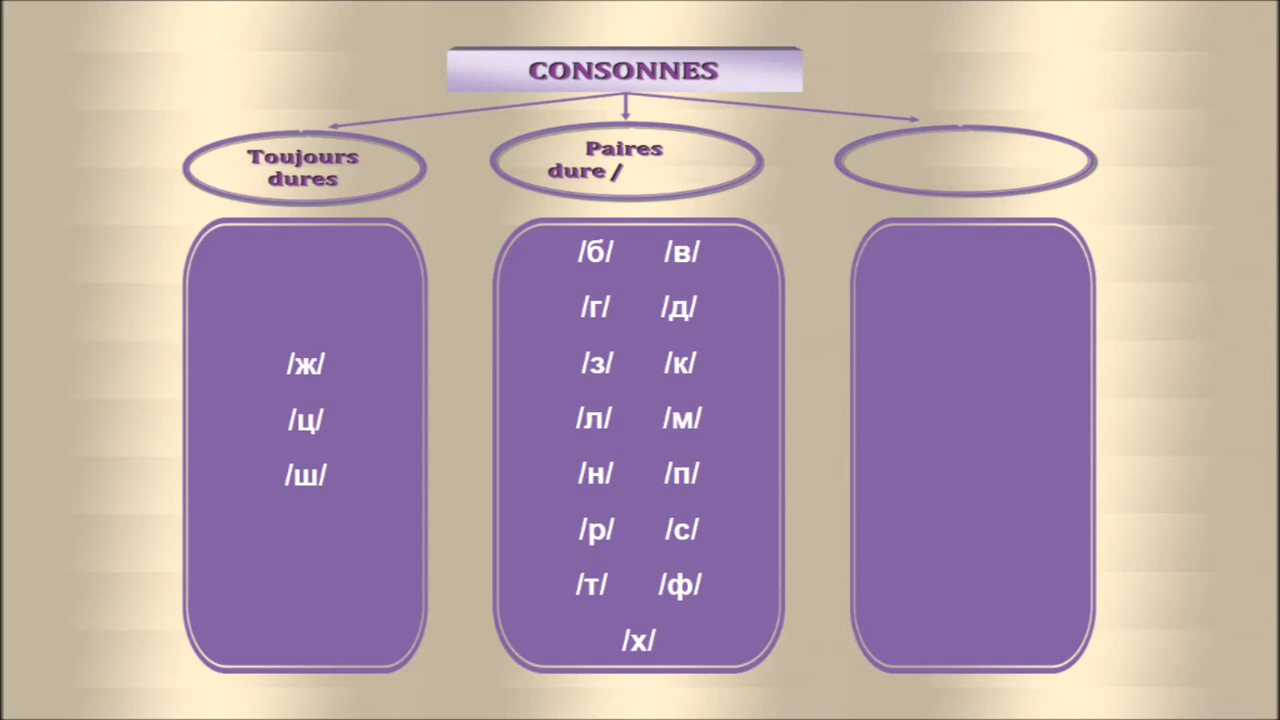 CONSONNES
Toujours
dures
Paires
dure /
/ж/
/ц/
/ш/
/б/ /в/
/г/ /д/
/з/ /к/
/л/ /м/
/н/ /п/
/р/ /с/
/т/ /ф/
/х/